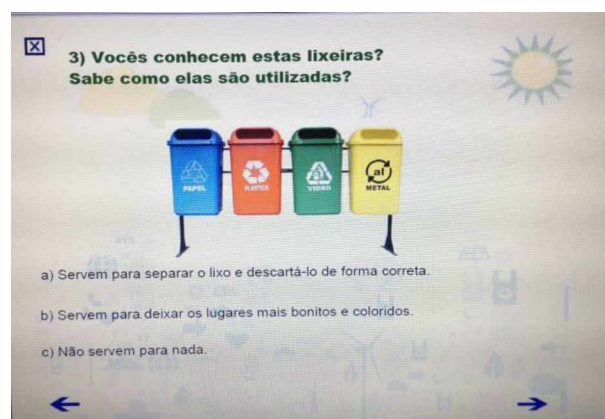 3) Vocês conhecem estas lixeiras?
Sabe como elas são utilizadas?
PAPEL
PLÁSTICO
VIDRO
al
METAL
a) Servem para separar o lixo e descartá-lo de forma correta.
b) Servem para deixar os lugares mais bonitos e coloridos.
c) Não servem para nada.